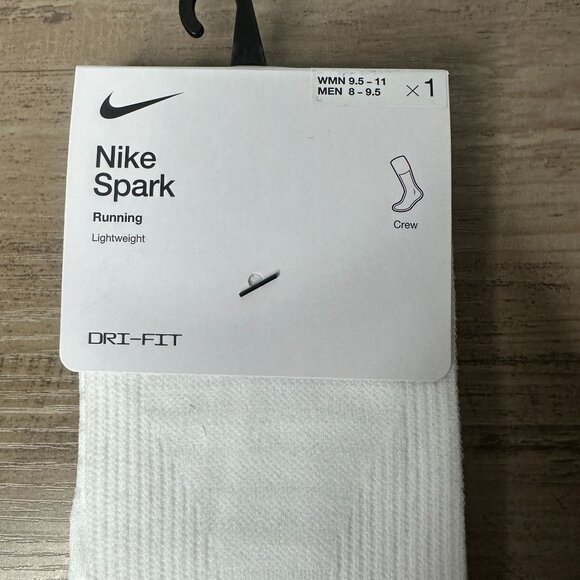 WMN 9.5 – 11
MEN 8 – 9.5
×1
Nike
Spark
Running
Lightweight
Crew
DRI-FIT